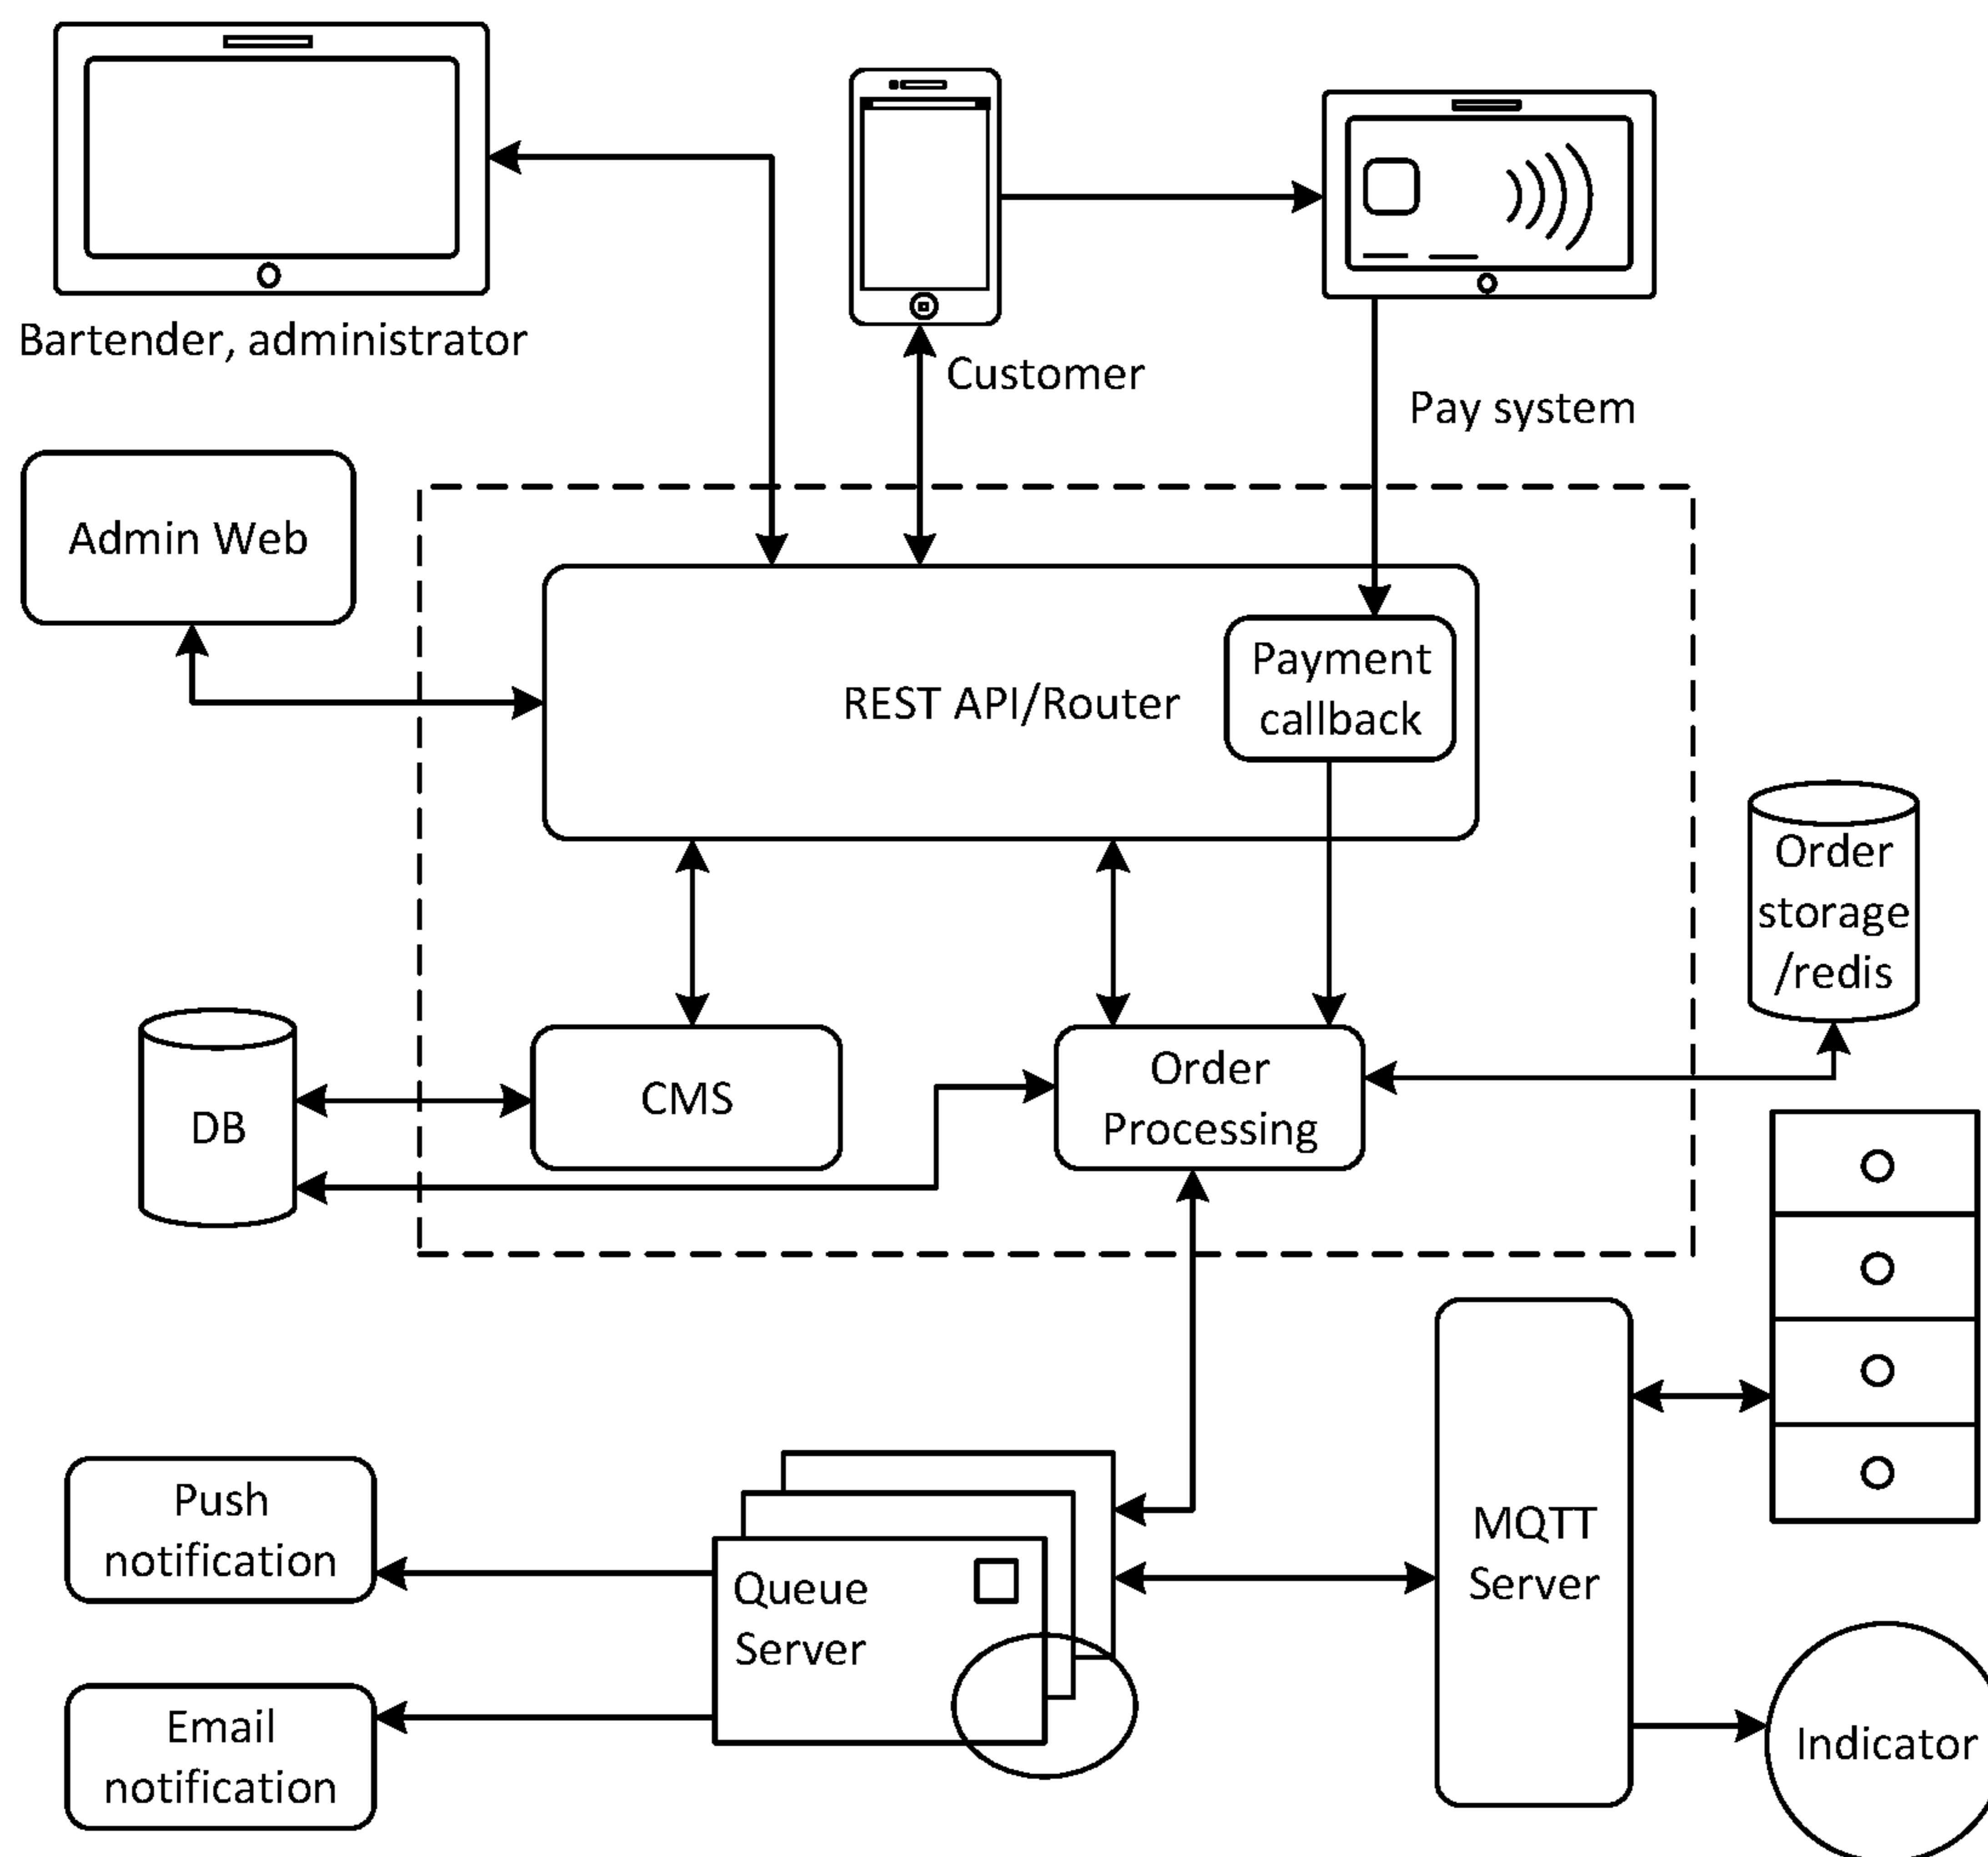 Bartender, administrator
Customer
Pay system
Admin Web
REST API/Router
Payment
callback
Order
storage
/redis
DB
CMS
Order
Processing
Push
notification
Queue
Server
MQTT
Server
Email
notification
Indicator